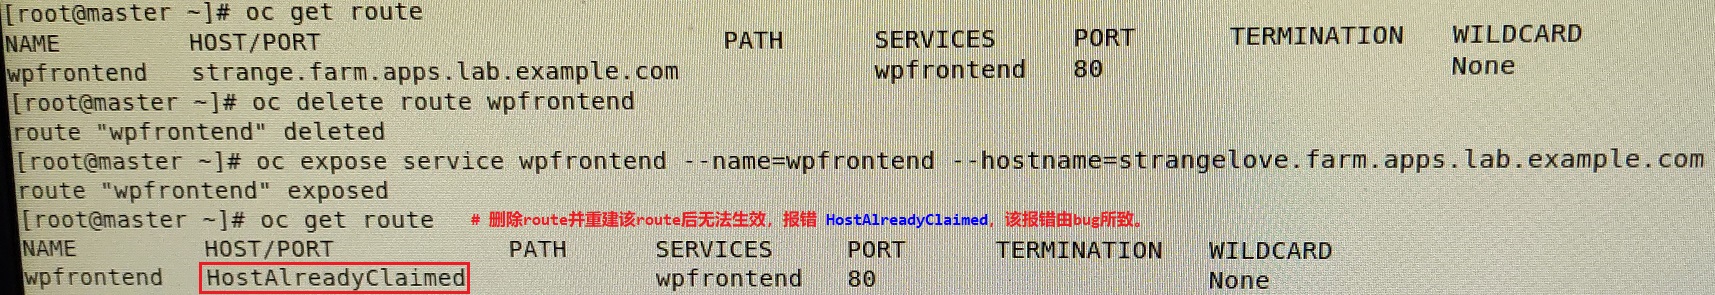 [root@master ~]# oc get route
NAME HOST/PORT PATH SERVICES PORT TERMINATION WILDCARD
wpfrontend strange.farm.apps.lab.example.com wpfrontend 80 None
[root@master ~]# oc delete route wpfrontend
route "wpfrontend" deleted
[root@master ~]# oc expose service wpfrontend --name=wpfrontend --hostname=strangelove.farm.apps.lab.example.com
route "wpfrontend" exposed
[root@master ~]# oc get route # 删除route并重建该route后无法生效，报错 HostAlreadyClaimed，该报错由bug所致。
NAME HOST/PORT PATH SERVICES PORT TERMINATION WILDCARD
wpfrontend HostAlreadyClaimed wpfrontend 80 None